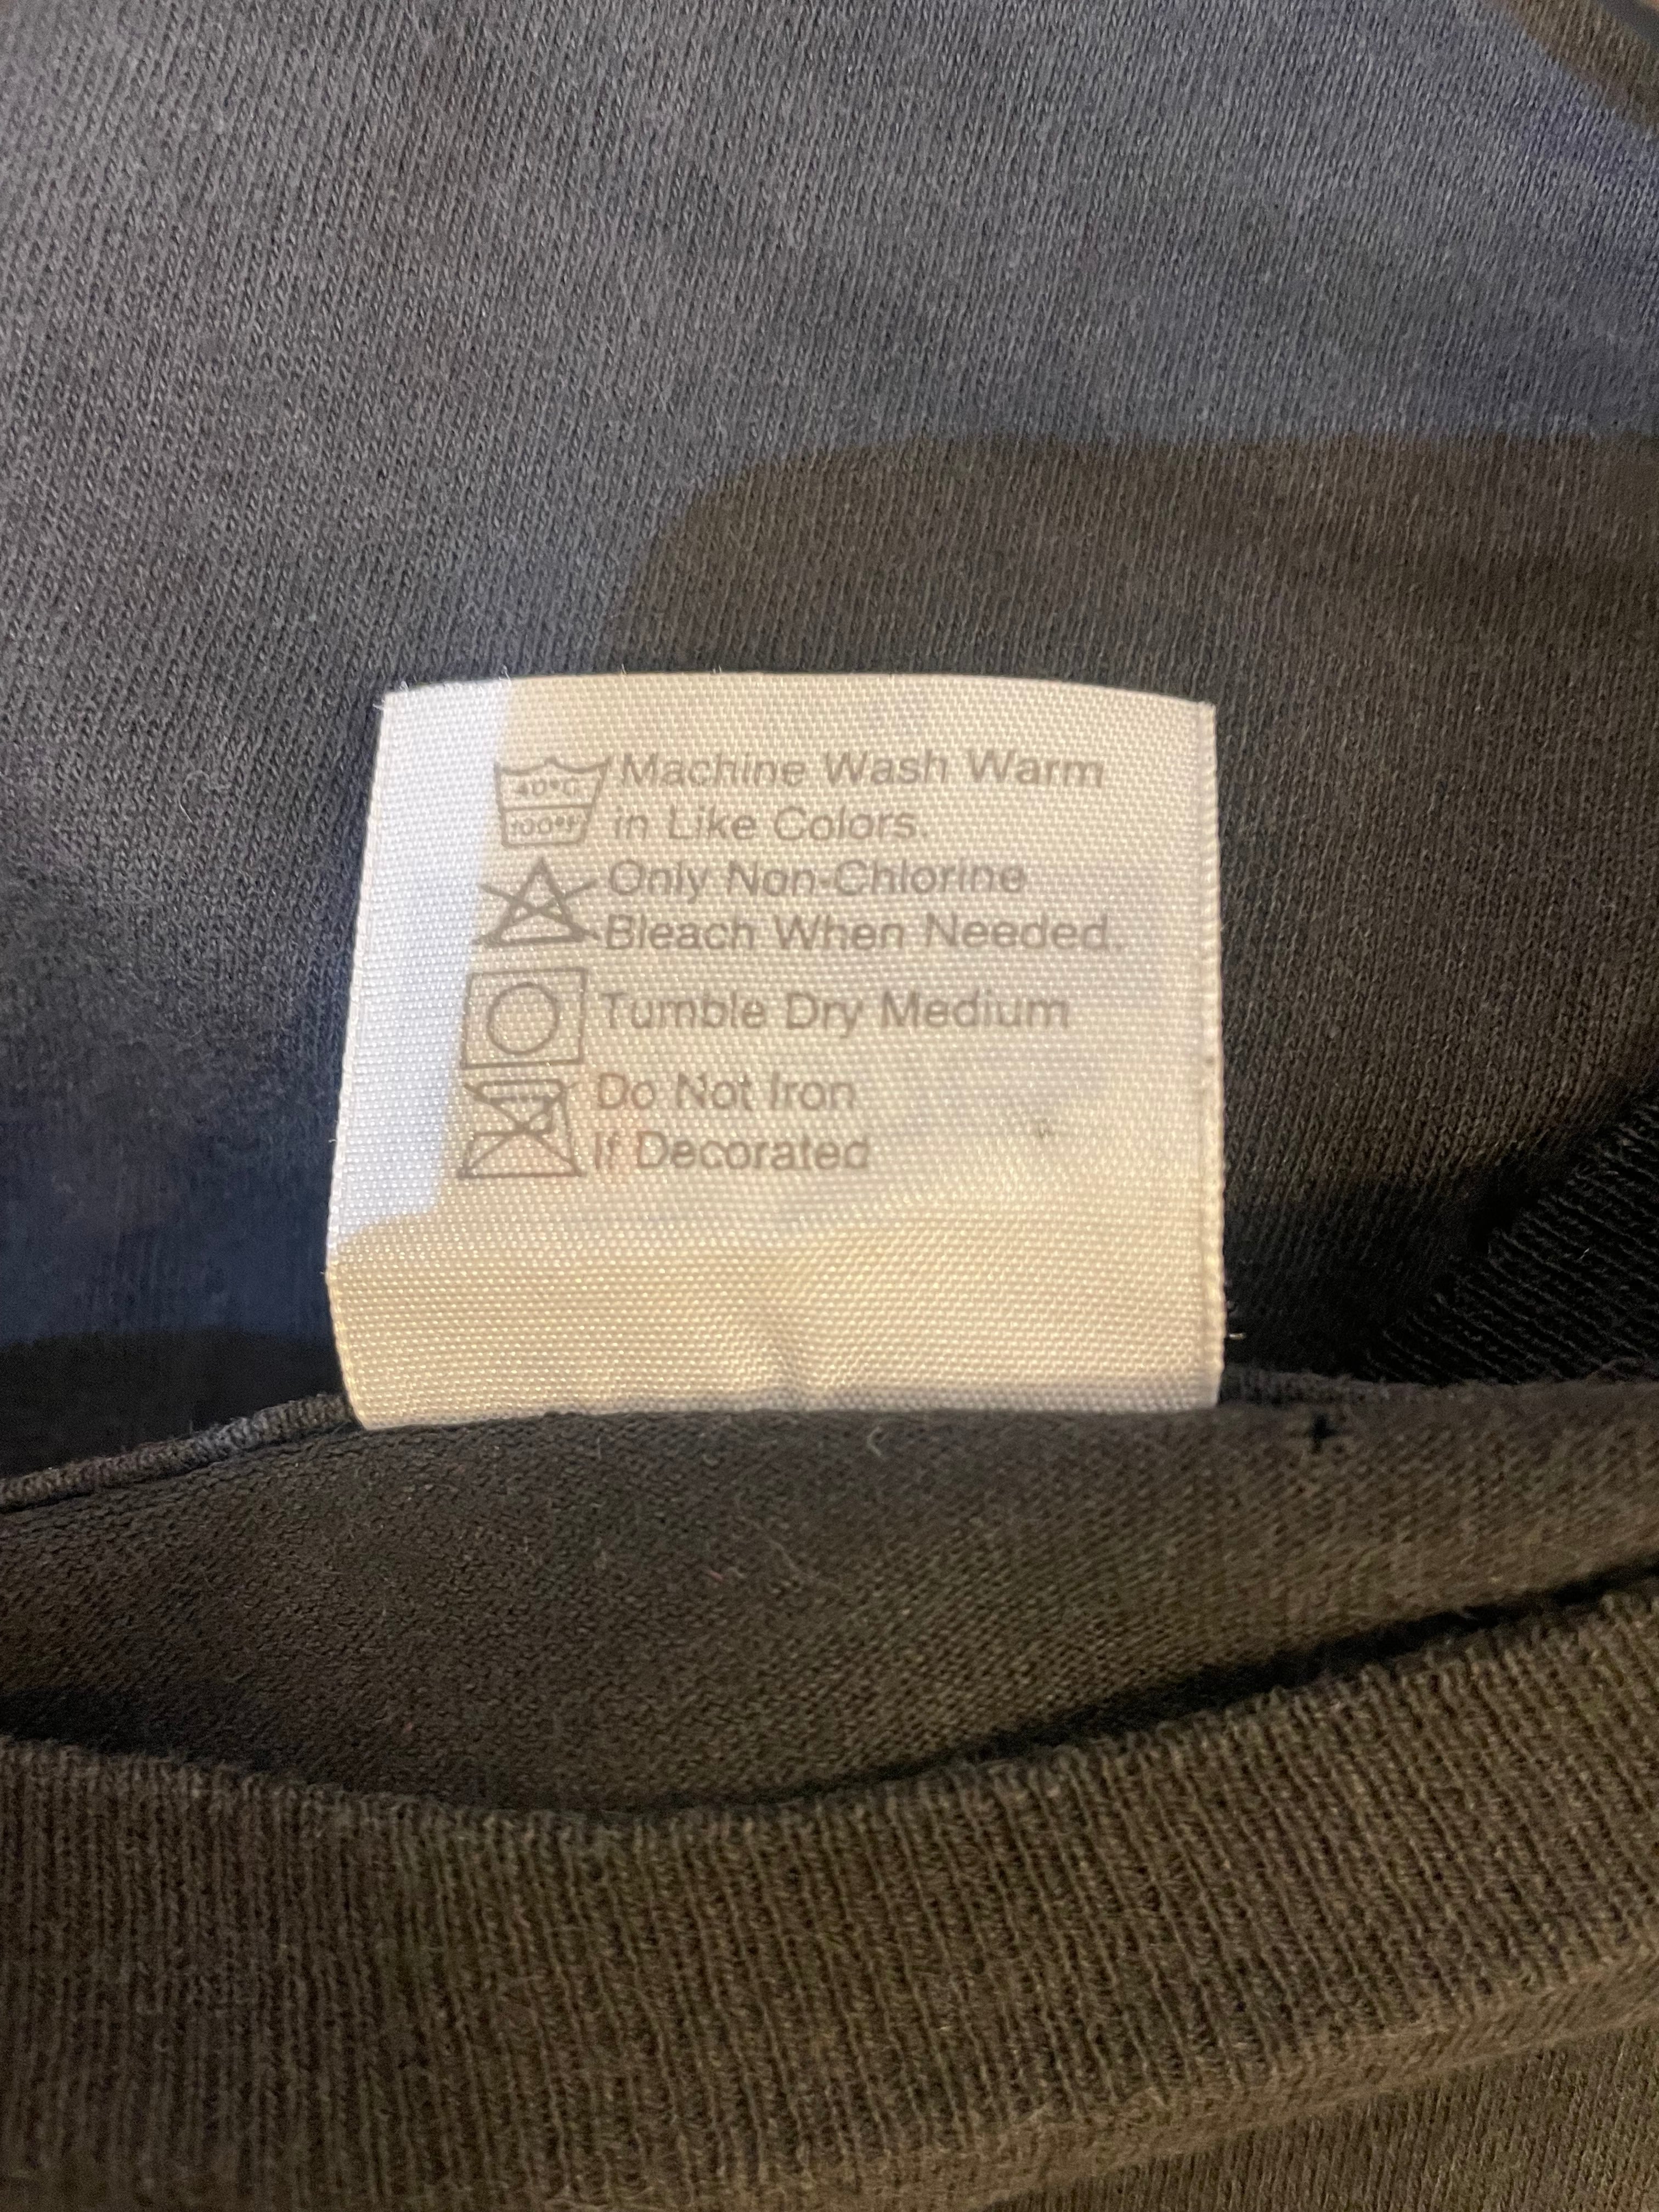 40°C Machine Wash Warm
100°F in Like Colors.
Only Non-Chlorine
Bleach When Needed.
Tumble Dry Medium
Do Not Iron
If Decorated